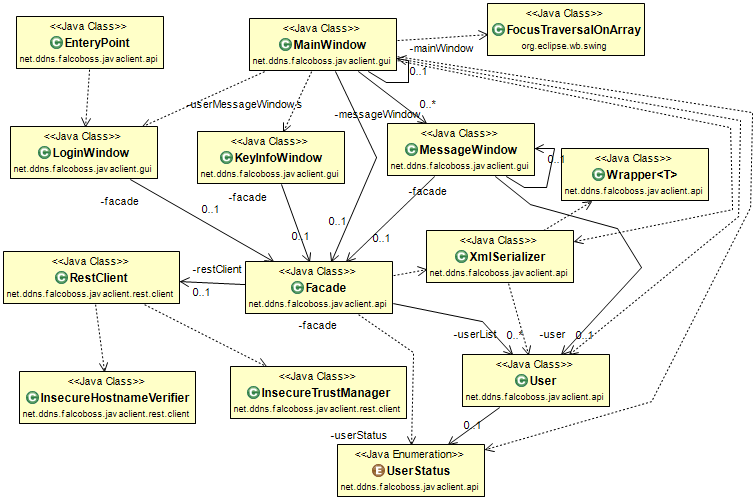 <<Java Class>>
EnteryPoint
net.ddns.falcoboss.javaclient.api
<<Java Class>>
MainWindow
net.ddns.falcoboss.javaclient.gui
<<Java Class>>
FocusTraversalOnArray
org.eclipse.wb.swing
-mainWindow
0..1
-userMessageWindows
-messageWindow
0..*
<<Java Class>>
LoginWindow
net.ddns.falcoboss.javaclient.gui
<<Java Class>>
KeyInfoWindow
net.ddns.falcoboss.javaclient.gui
<<Java Class>>
MessageWindow
net.ddns.falcoboss.javaclient.gui
0..1
<<Java Class>>
Wrapper<T>
net.ddns.falcoboss.javaclient.api
-facade
0..1
-facade
0..1
0..1
-facade
0..1
<<Java Class>>
RestClient
net.ddns.falcoboss.javaclient.rest.client
-restClient
0..1
<<Java Class>>
Facade
net.ddns.falcoboss.javaclient.api
-facade
<<Java Class>>
XmlSerializer
net.ddns.falcoboss.javaclient.api
-userList
0..*
-user
0..1
<<Java Class>>
InsecureHostnameVerifier
net.ddns.falcoboss.javaclient.rest.client
<<Java Class>>
InsecureTrustManager
net.ddns.falcoboss.javaclient.rest.client
<<Java Class>>
User
net.ddns.falcoboss.javaclient.api
-userStatus
0..1
<<Java Enumeration>>
UserStatus
net.ddns.falcoboss.javaclient.api